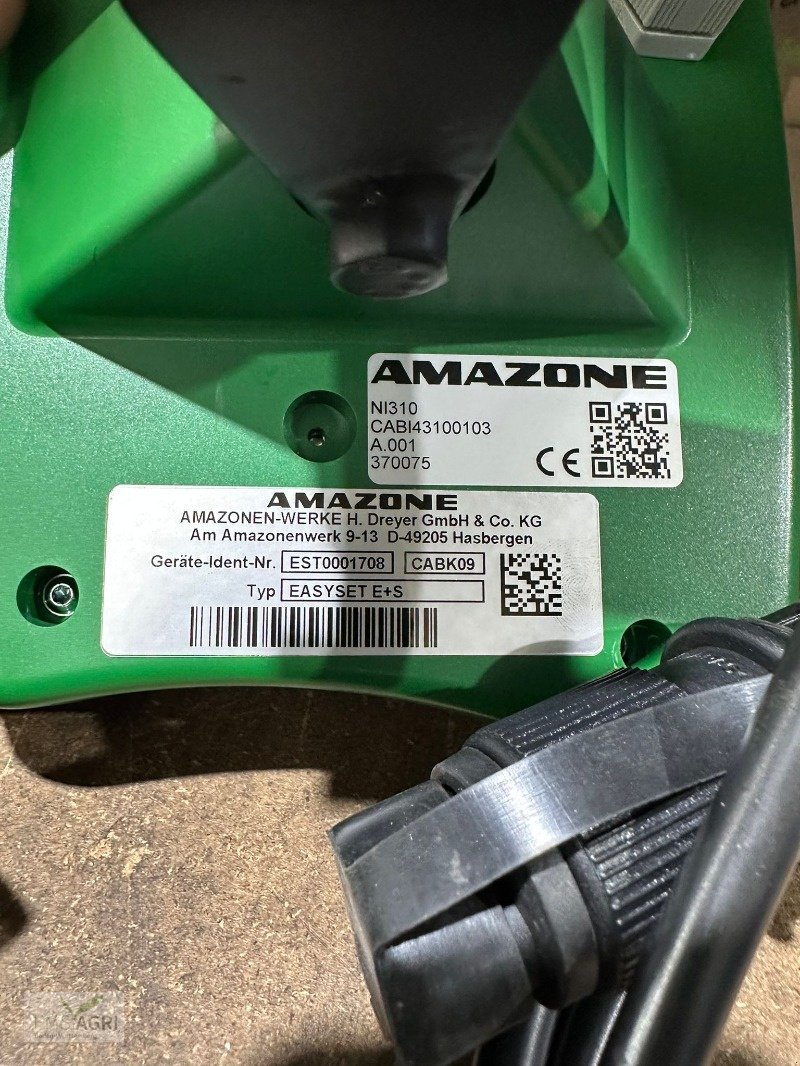 AMAZONE
NI310
CABI43100103
A.001
370075
CE
AMAZONE
AMAZONEN-WERKE H. Dreyer GmbH & Co. KG
Am Amazonenwerk 9-13 D-49205 Hasbergen
Geräte-Ident-Nr. EST0001708 CABK09
Typ EASYSET E+S
AGRI